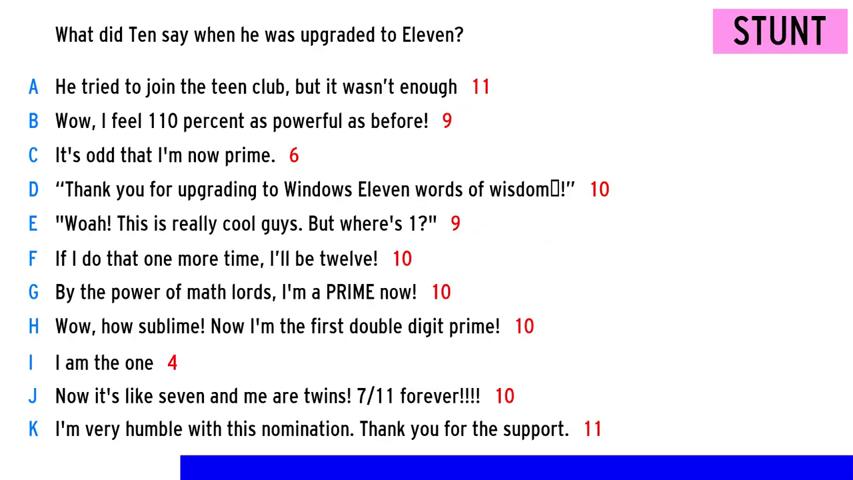 What did Ten say when he was upgraded to Eleven?
STUNT
A He tried to join the teen club, but it wasn’t enough 11
B Wow, I feel 110 percent as powerful as before! 9
C It's odd that I'm now prime. 6
D “Thank you for upgrading to Windows Eleven words of wisdom▯!” 10
E "Woah! This is really cool guys. But where's 1?" 9
F If I do that one more time, I’ll be twelve! 10
G By the power of math lords, I'm a PRIME now! 10
H Wow, how sublime! Now I'm the first double digit prime! 10
I I am the one 4
J Now it's like seven and me are twins! 7/11 forever!!!! 10
K I'm very humble with this nomination. Thank you for the support. 11